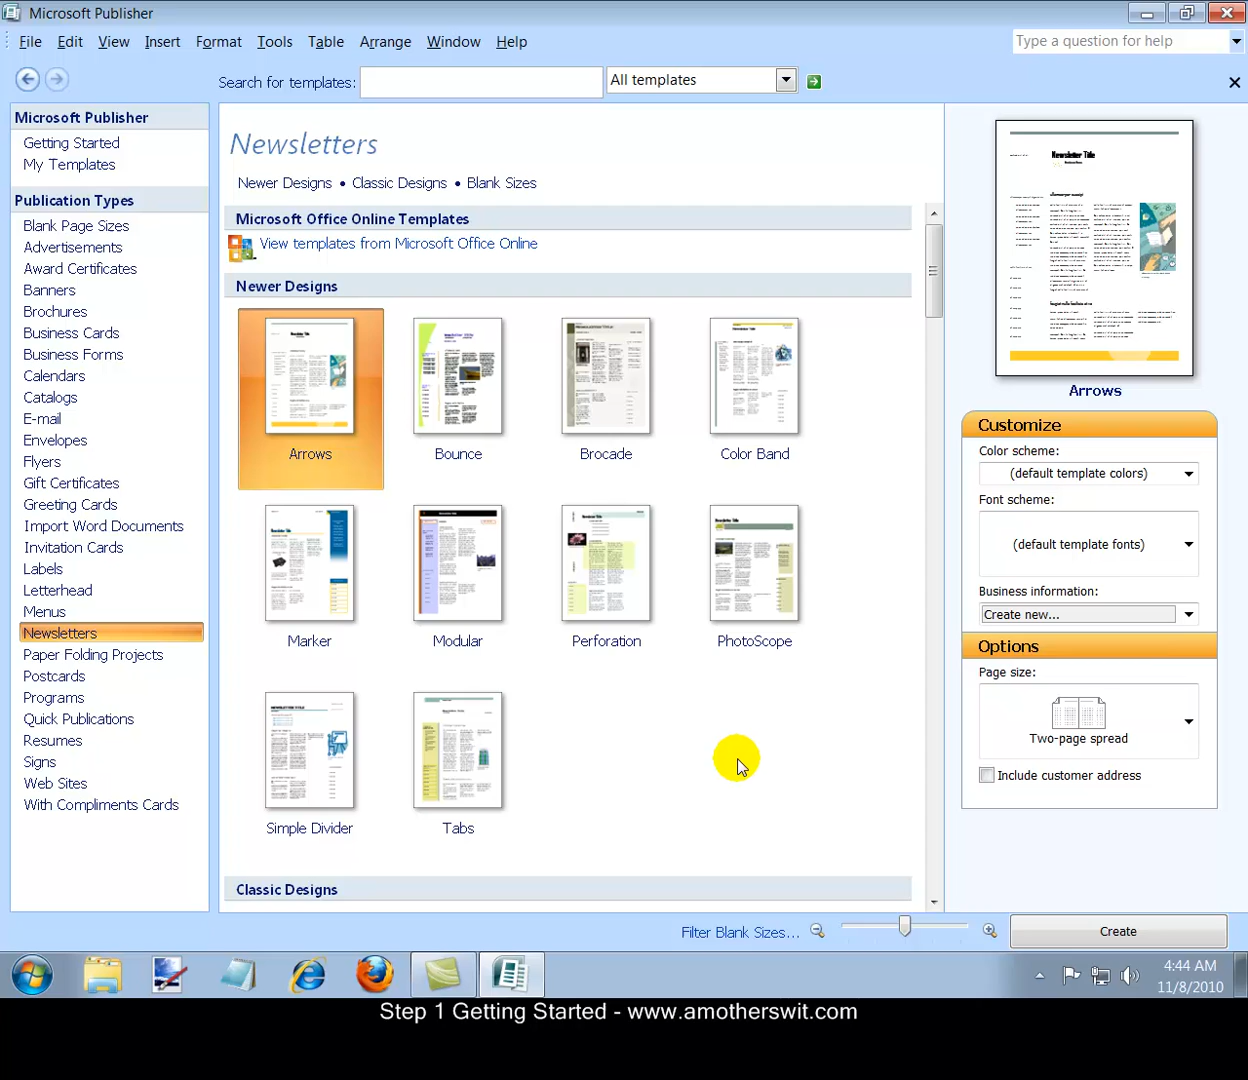 Microsoft Publisher
File Edit View Insert Format Tools Table Arrange Window Help
Type a question for help
Search for templates:
All templates
Microsoft Publisher
Getting Started
My Templates
Publication Types
Blank Page Sizes
Advertisements
Award Certificates
Banners
Brochures
Business Cards
Business Forms
Calendars
Catalogs
E-mail
Envelopes
Flyers
Gift Certificates
Greeting Cards
Import Word Documents
Invitation Cards
Labels
Letterhead
Menus
Newsletters
Paper Folding Projects
Postcards
Programs
Quick Publications
Resumes
Signs
Web Sites
With Compliments Cards
Newsletters
Newer Designs • Classic Designs • Blank Sizes
Microsoft Office Online Templates
View templates from Microsoft Office Online
Newer Designs
Arrows Bounce Brocade Color Band
Marker Modular Perforation PhotoScope
Simple Divider Tabs
Classic Designs
Filter Blank Sizes...
Newsletter Title
Arrows
Customize
Color scheme:
(default template colors)
Font scheme:
(default template fonts)
Business information:
Create new...
Options
Page size:
Two-page spread
Include customer address
Create
4:44 AM
11/8/2010
Step 1 Getting Started - www.amotherswit.com